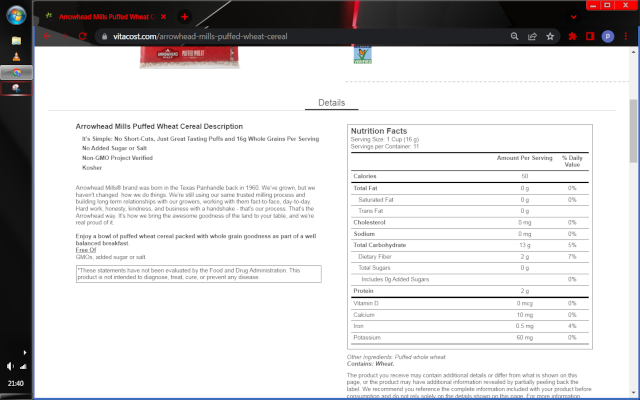 Arrowhead Mills Puffed Wheat C
vitacost.com/arrowhead-mills-puffed-wheat-cereal
P
ARROWHEAD MILLS
PUFFED WHEAT
Details
Arrowhead Mills Puffed Wheat Cereal Description
It's Simple: No Short-Cuts, Just Great Tasting Puffs and 16g Whole Grains Per Serving
No Added Sugar or Salt
Non-GMO Project Verified
Kosher
Arrowhead Mills® brand was born in the Texas Panhandle back in 1960. We've grown, but we
haven't changed how we do things. We're still using our same trusted milling process and
building long relationships with our growers, working with them fact-to-face, day-to-day.
Hard work, honesty, kindness, and business with a handshake - that's our process. That's the
Arrowhead way. It's how we bring the awesome goodness of the land to your table, and we're
real proud of it.
Enjoy a bowl of puffed wheat cereal packed with whole grain goodness as part of a well
balanced breakfast.
Free Of
GMOs, added sugar or salt.
*These statements have not been evaluated by the Food and Drug Administration. This
product is not intended to diagnose, treat, cure, or prevent any disease.
Nutrition Facts
Serving Size: 1 Cup (16 g)
Servings per Container: 11
Amount Per Serving % Daily
Value
Calories 50
Total Fat 0 g 0%
Saturated Fat 0 g 0%
Trans Fat 0 g
Cholesterol 0 mg 0%
Sodium 0 mg 0%
Total Carbohydrate 13 g 5%
Dietary Fiber 2 g 7%
Total Sugars 0 g
Includes 0g Added Sugars 0%
Protein 2 g
Vitamin D 0 mcg 0%
Calcium 10 mg 0%
Iron 0.5 mg 4%
Potassium 60 mg 0%
Other Ingredients: Puffed whole wheat.
Contains: Wheat.
The product you receive may contain additional details or differ from what is shown on this
page, or the product may have additional information revealed by partially peeling back the
label. We recommend you reference the complete information included with your product before
consumption and do not rely solely on the details shown on this page. For more information,
21:40